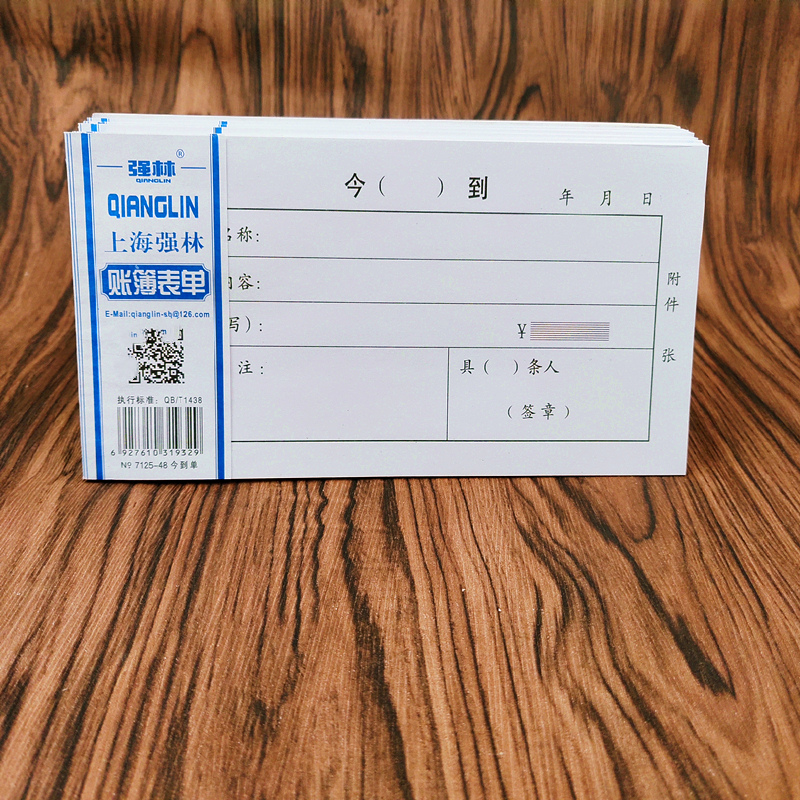 强林®
QIANGLIN
QIANGLIN
上海强林
账簿表单
E-Mail:qianglin-sh@126.com
执行标准：QB/T1438
6 927610 319329
№ 7125-48 今到单
今（ ）到
年 月 日
名称：
内容：
写）：
¥
注：
具（ ）条人
（签章）
附件 张